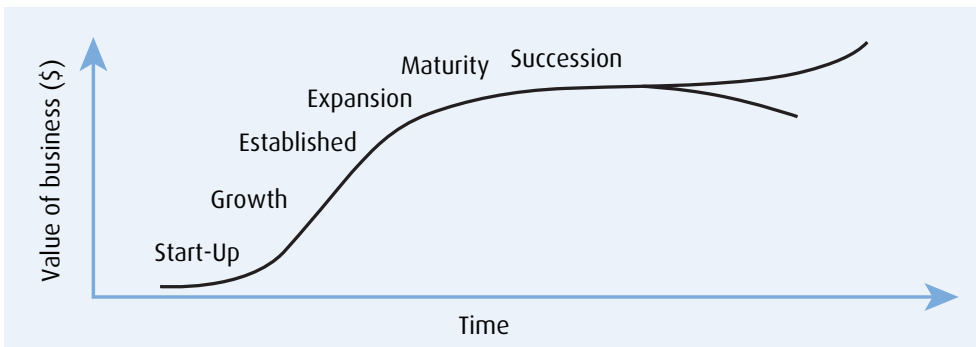 Value of business ($)
Maturity
Succession
Expansion
Established
Growth
Start-Up
Time